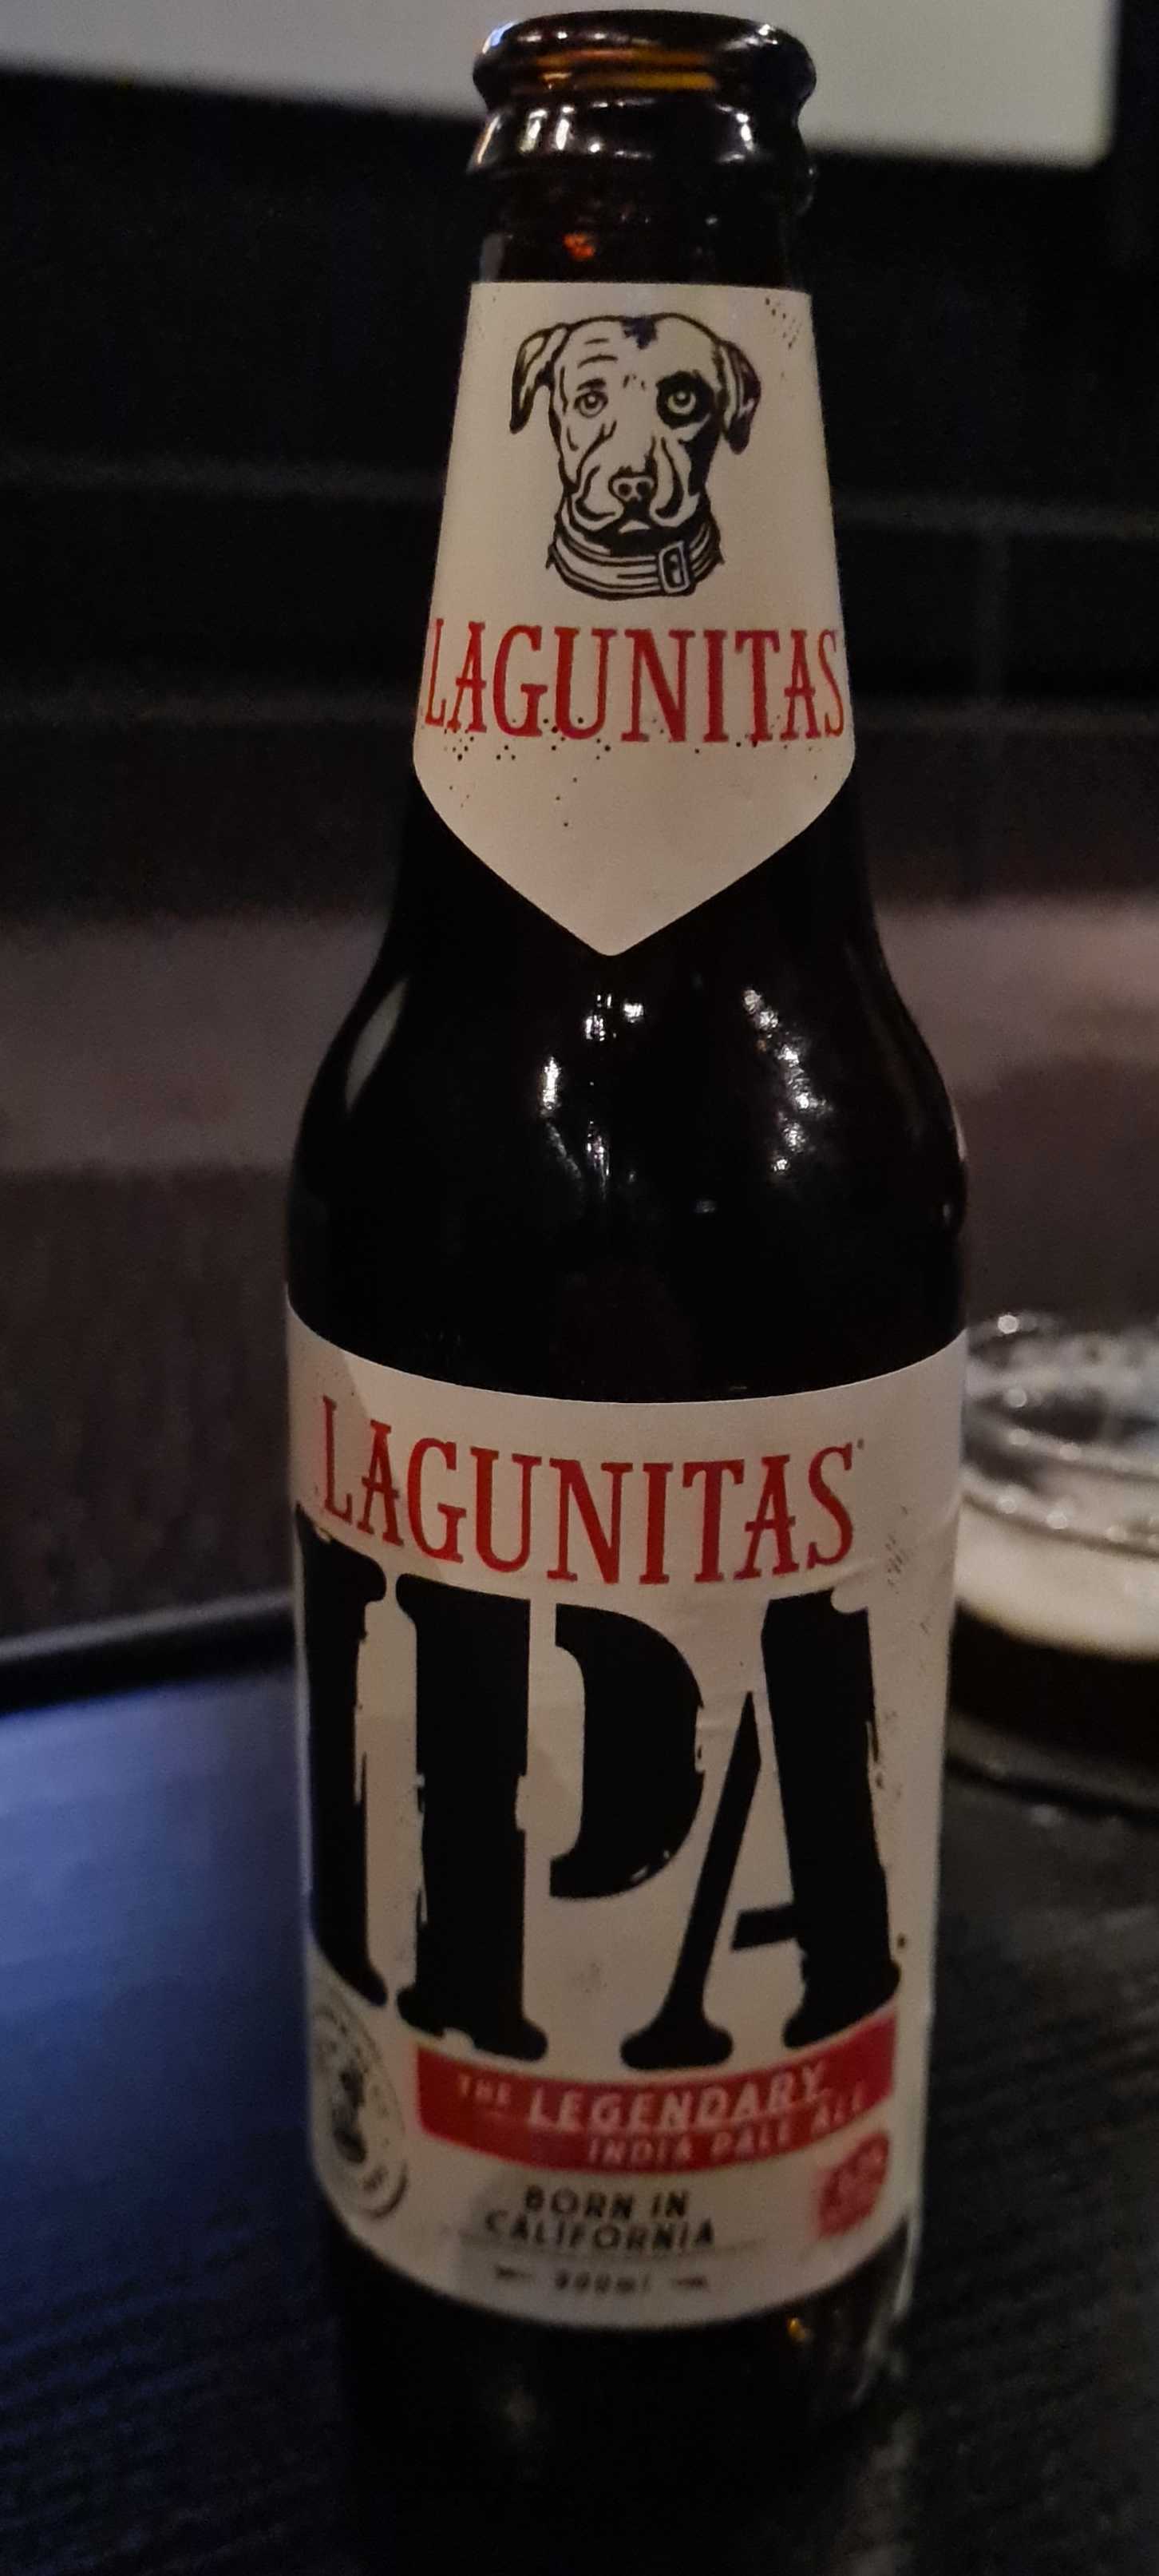 LAGUNITAS
LAGUNITAS
IPA
THE LEGENDARY
INDIA PALE ALE
BORN IN
CALIFORNIA